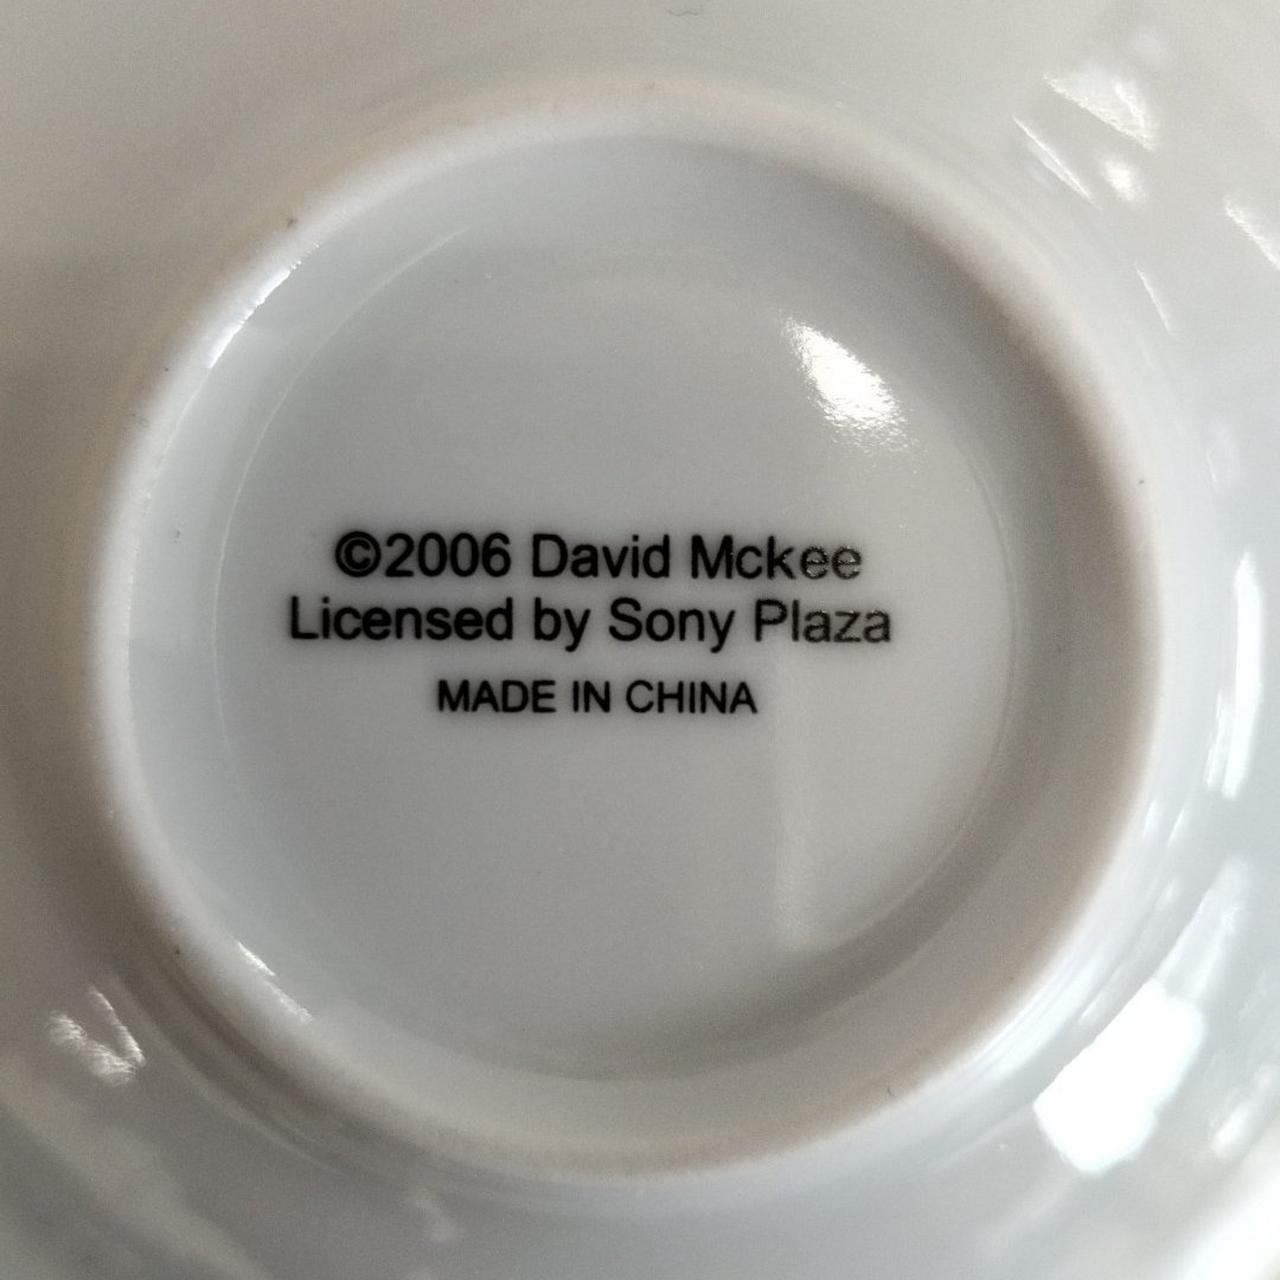 ©2006 David Mckee
Licensed by Sony Plaza
MADE IN CHINA